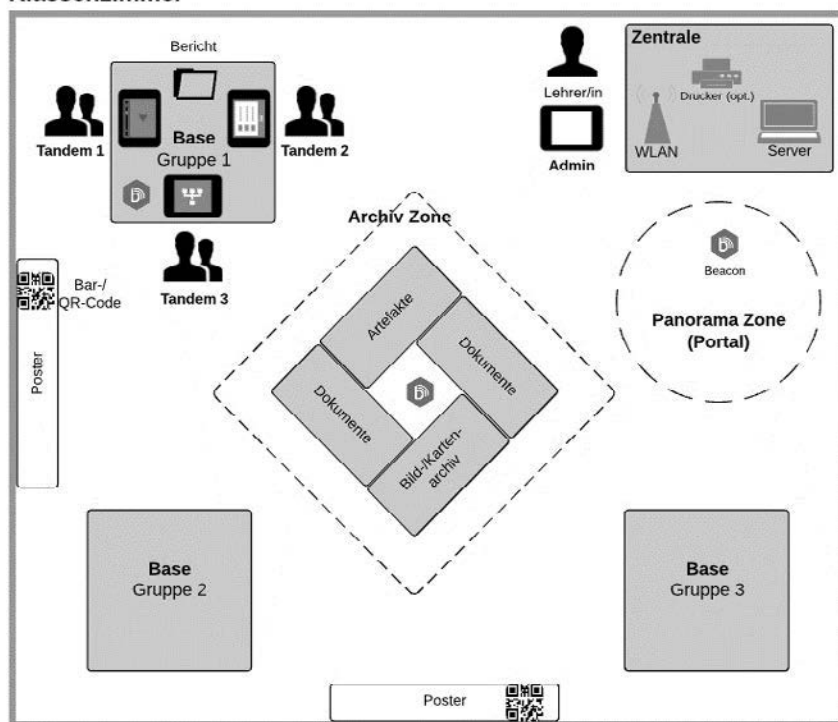 Klassenzimmer
Bericht
Tandem 1
Base
Gruppe 1
Tandem 2
Tandem 3
Lehrer/in
Admin
Zentrale
Drucker (opt.)
WLAN
Server
Archiv Zone
Artefakte
Dokumente
Dokumente
Bild-/Karten-
archiv
Beacon
Panorama Zone
(Portal)
Bar-/
QR-Code
Poster
Base
Gruppe 2
Base
Gruppe 3
Poster